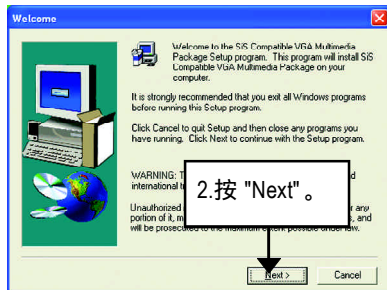 Welcome
Welcome to the SiS Compatible VGA Multimedia
Package Setup program. This program will install SiS
Compatible VGA Multimedia Package on your
computer.
It is strongly recommended that you exit all Windows programs
before running this Setup program.
Click Cancel to quit Setup and then close any programs you
have running. Click Next to continue with the Setup program.
WARNING: T
international t
Unauthorized
r any
portion of it, m
s, and
will be prosecuted to the maximum extent possible under law.
2.按 "Next" 。
Next >
Cancel